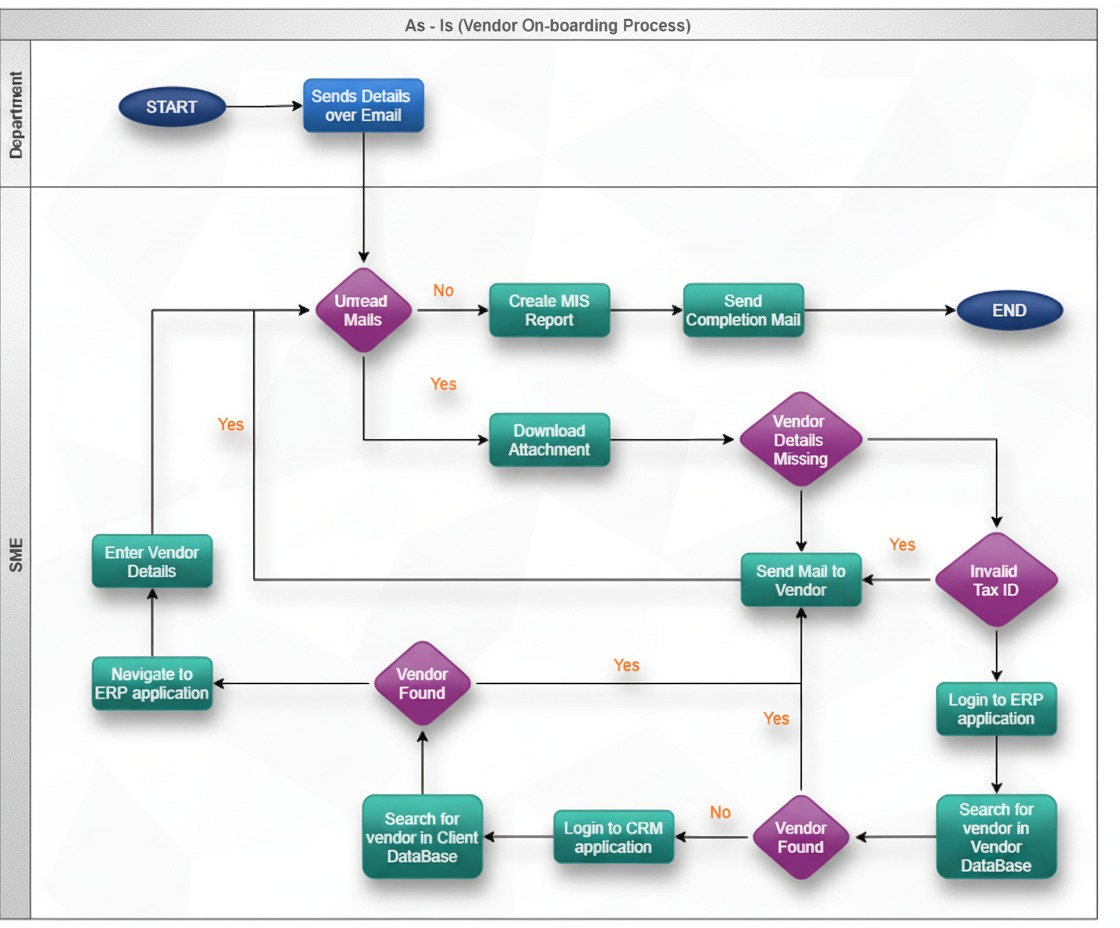 As - Is (Vendor On-boarding Process)
Department
START
Sends Details
over Email
SME
Unread
Mails
No
Create MIS
Report
Send
Completion Mail
END
Yes
Yes
Download
Attachment
Vendor
Details
Missing
Enter Vendor
Details
Send Mail to
Vendor
Yes
Invalid
Tax ID
Navigate to
ERP application
Vendor
Found
Yes
Yes
Login to ERP
application
Search for
vendor in Client
DataBase
Login to CRM
application
No
Vendor
Found
Search for
vendor in
Vendor
DataBase